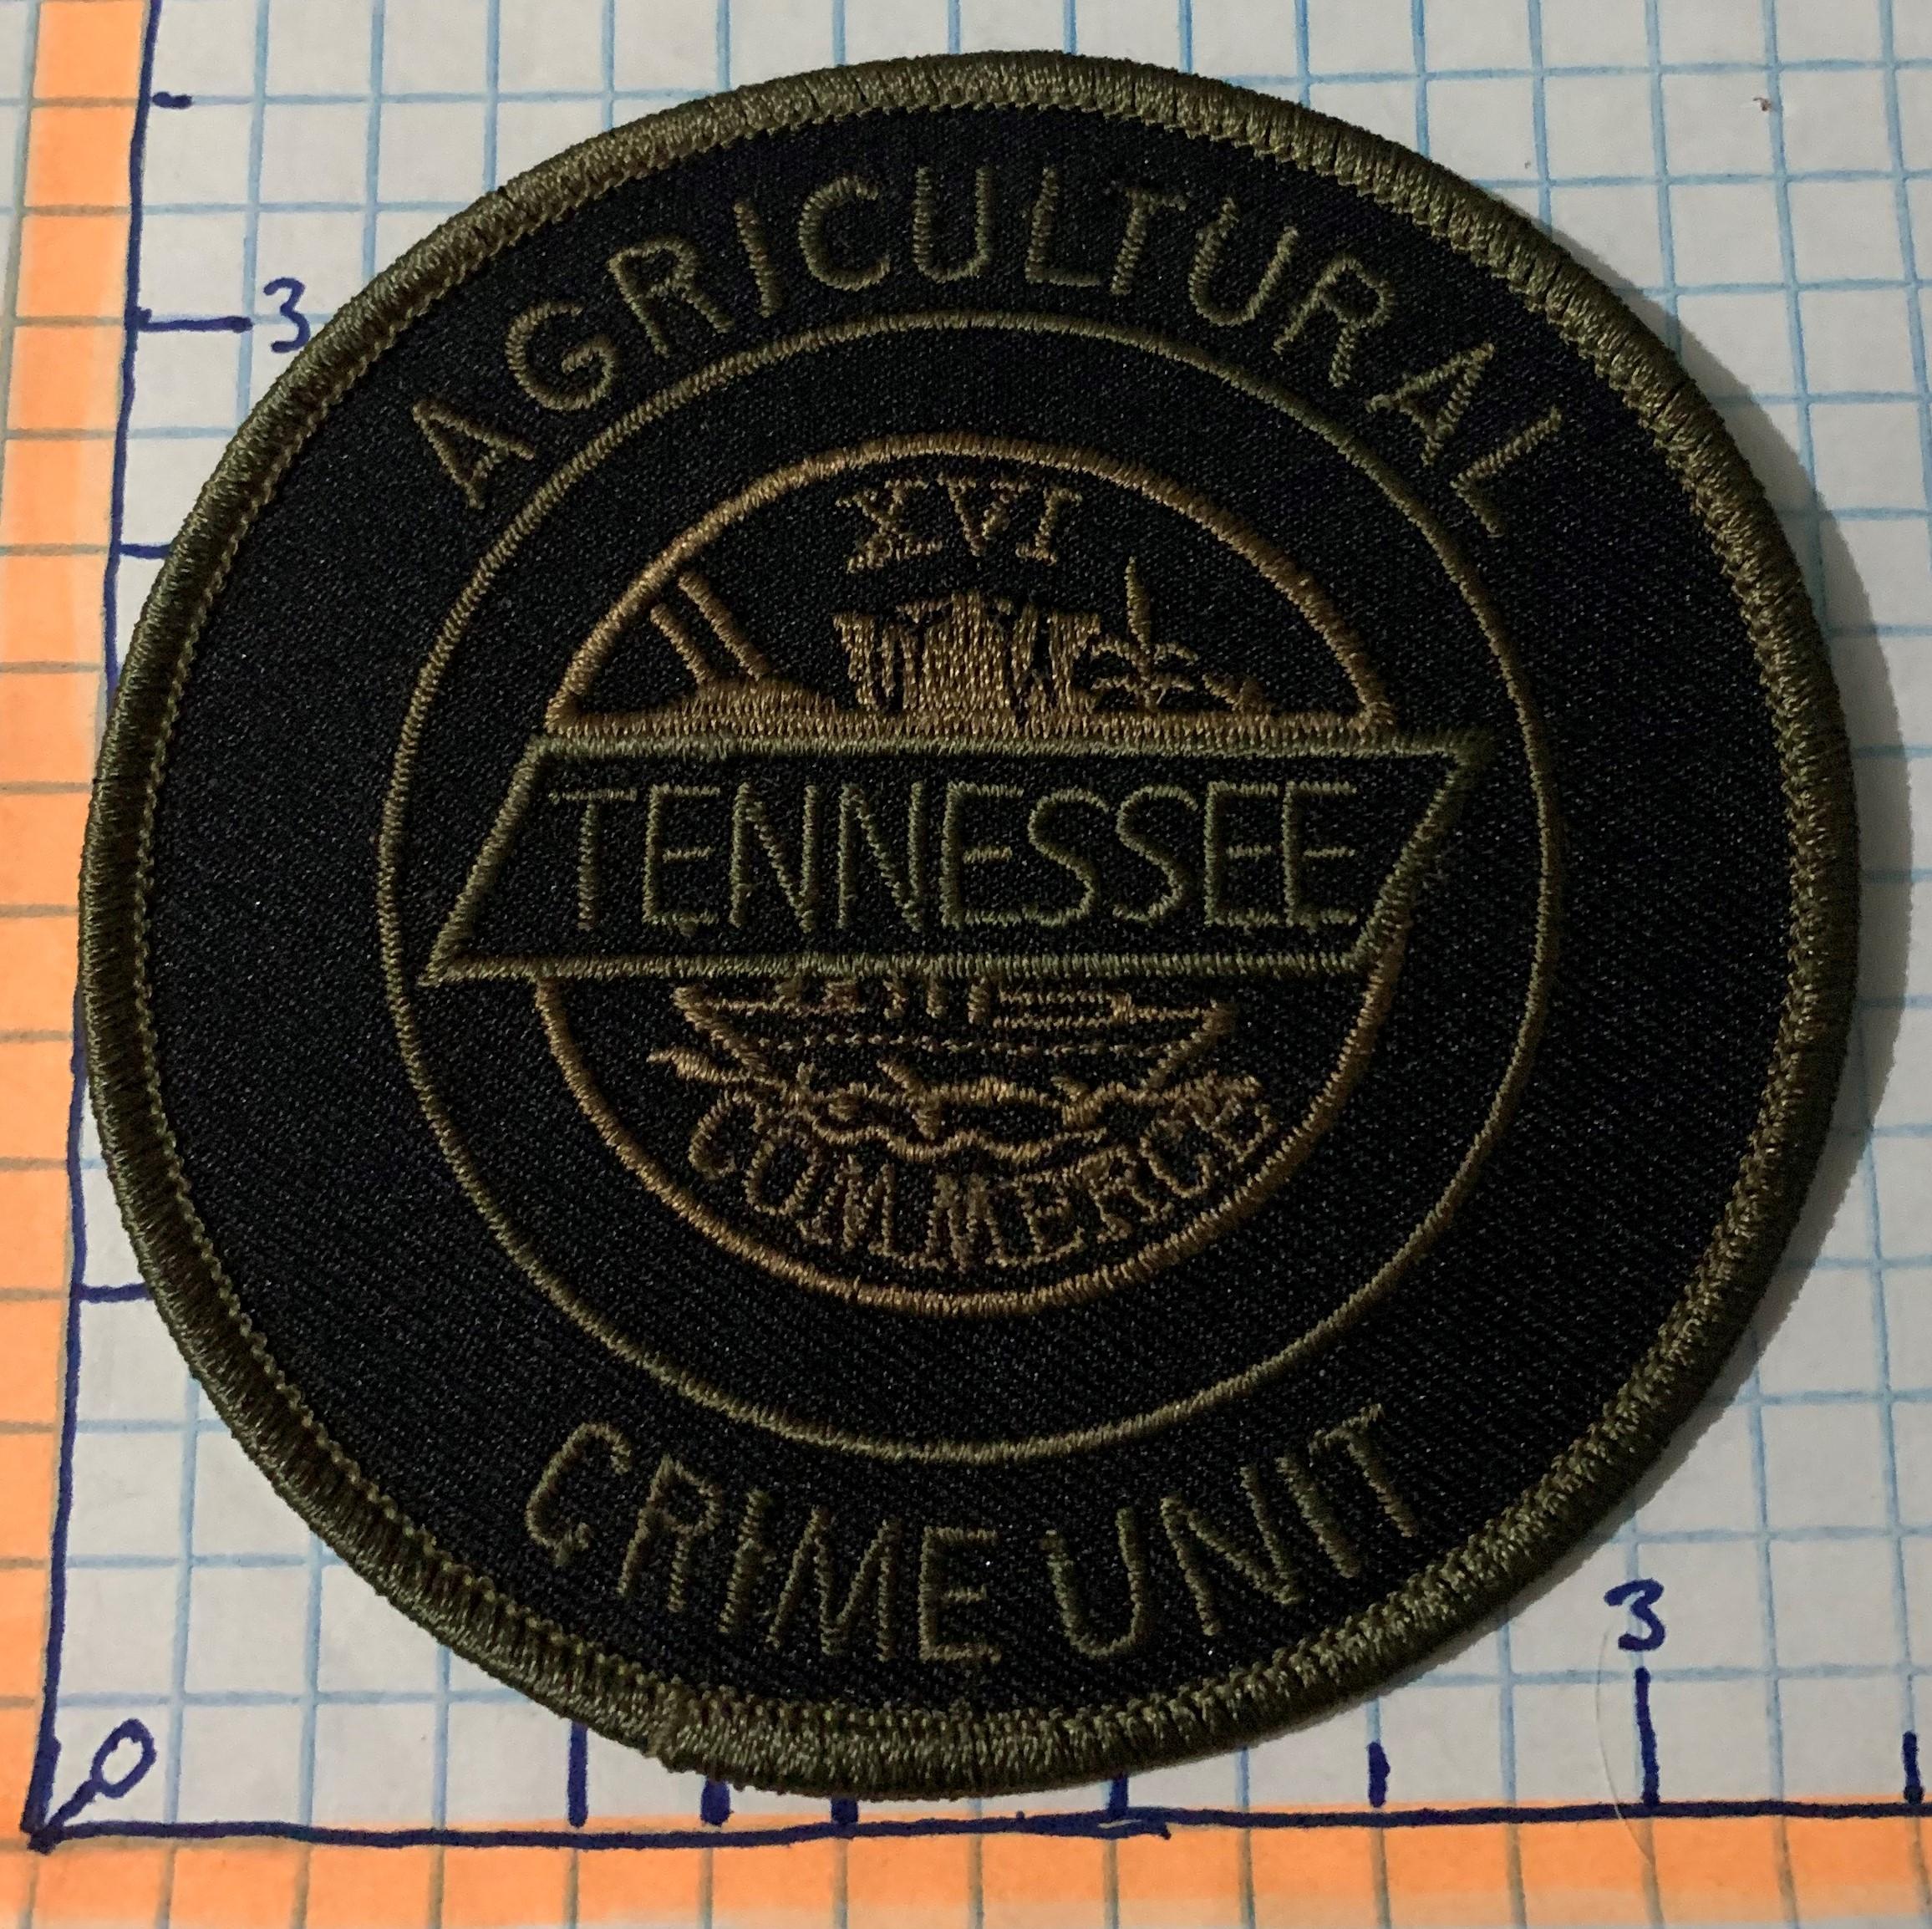 AGRICULTURAL
3
XVI
TENNESSEE
COMMERCE
CRIME UNIT
3
0